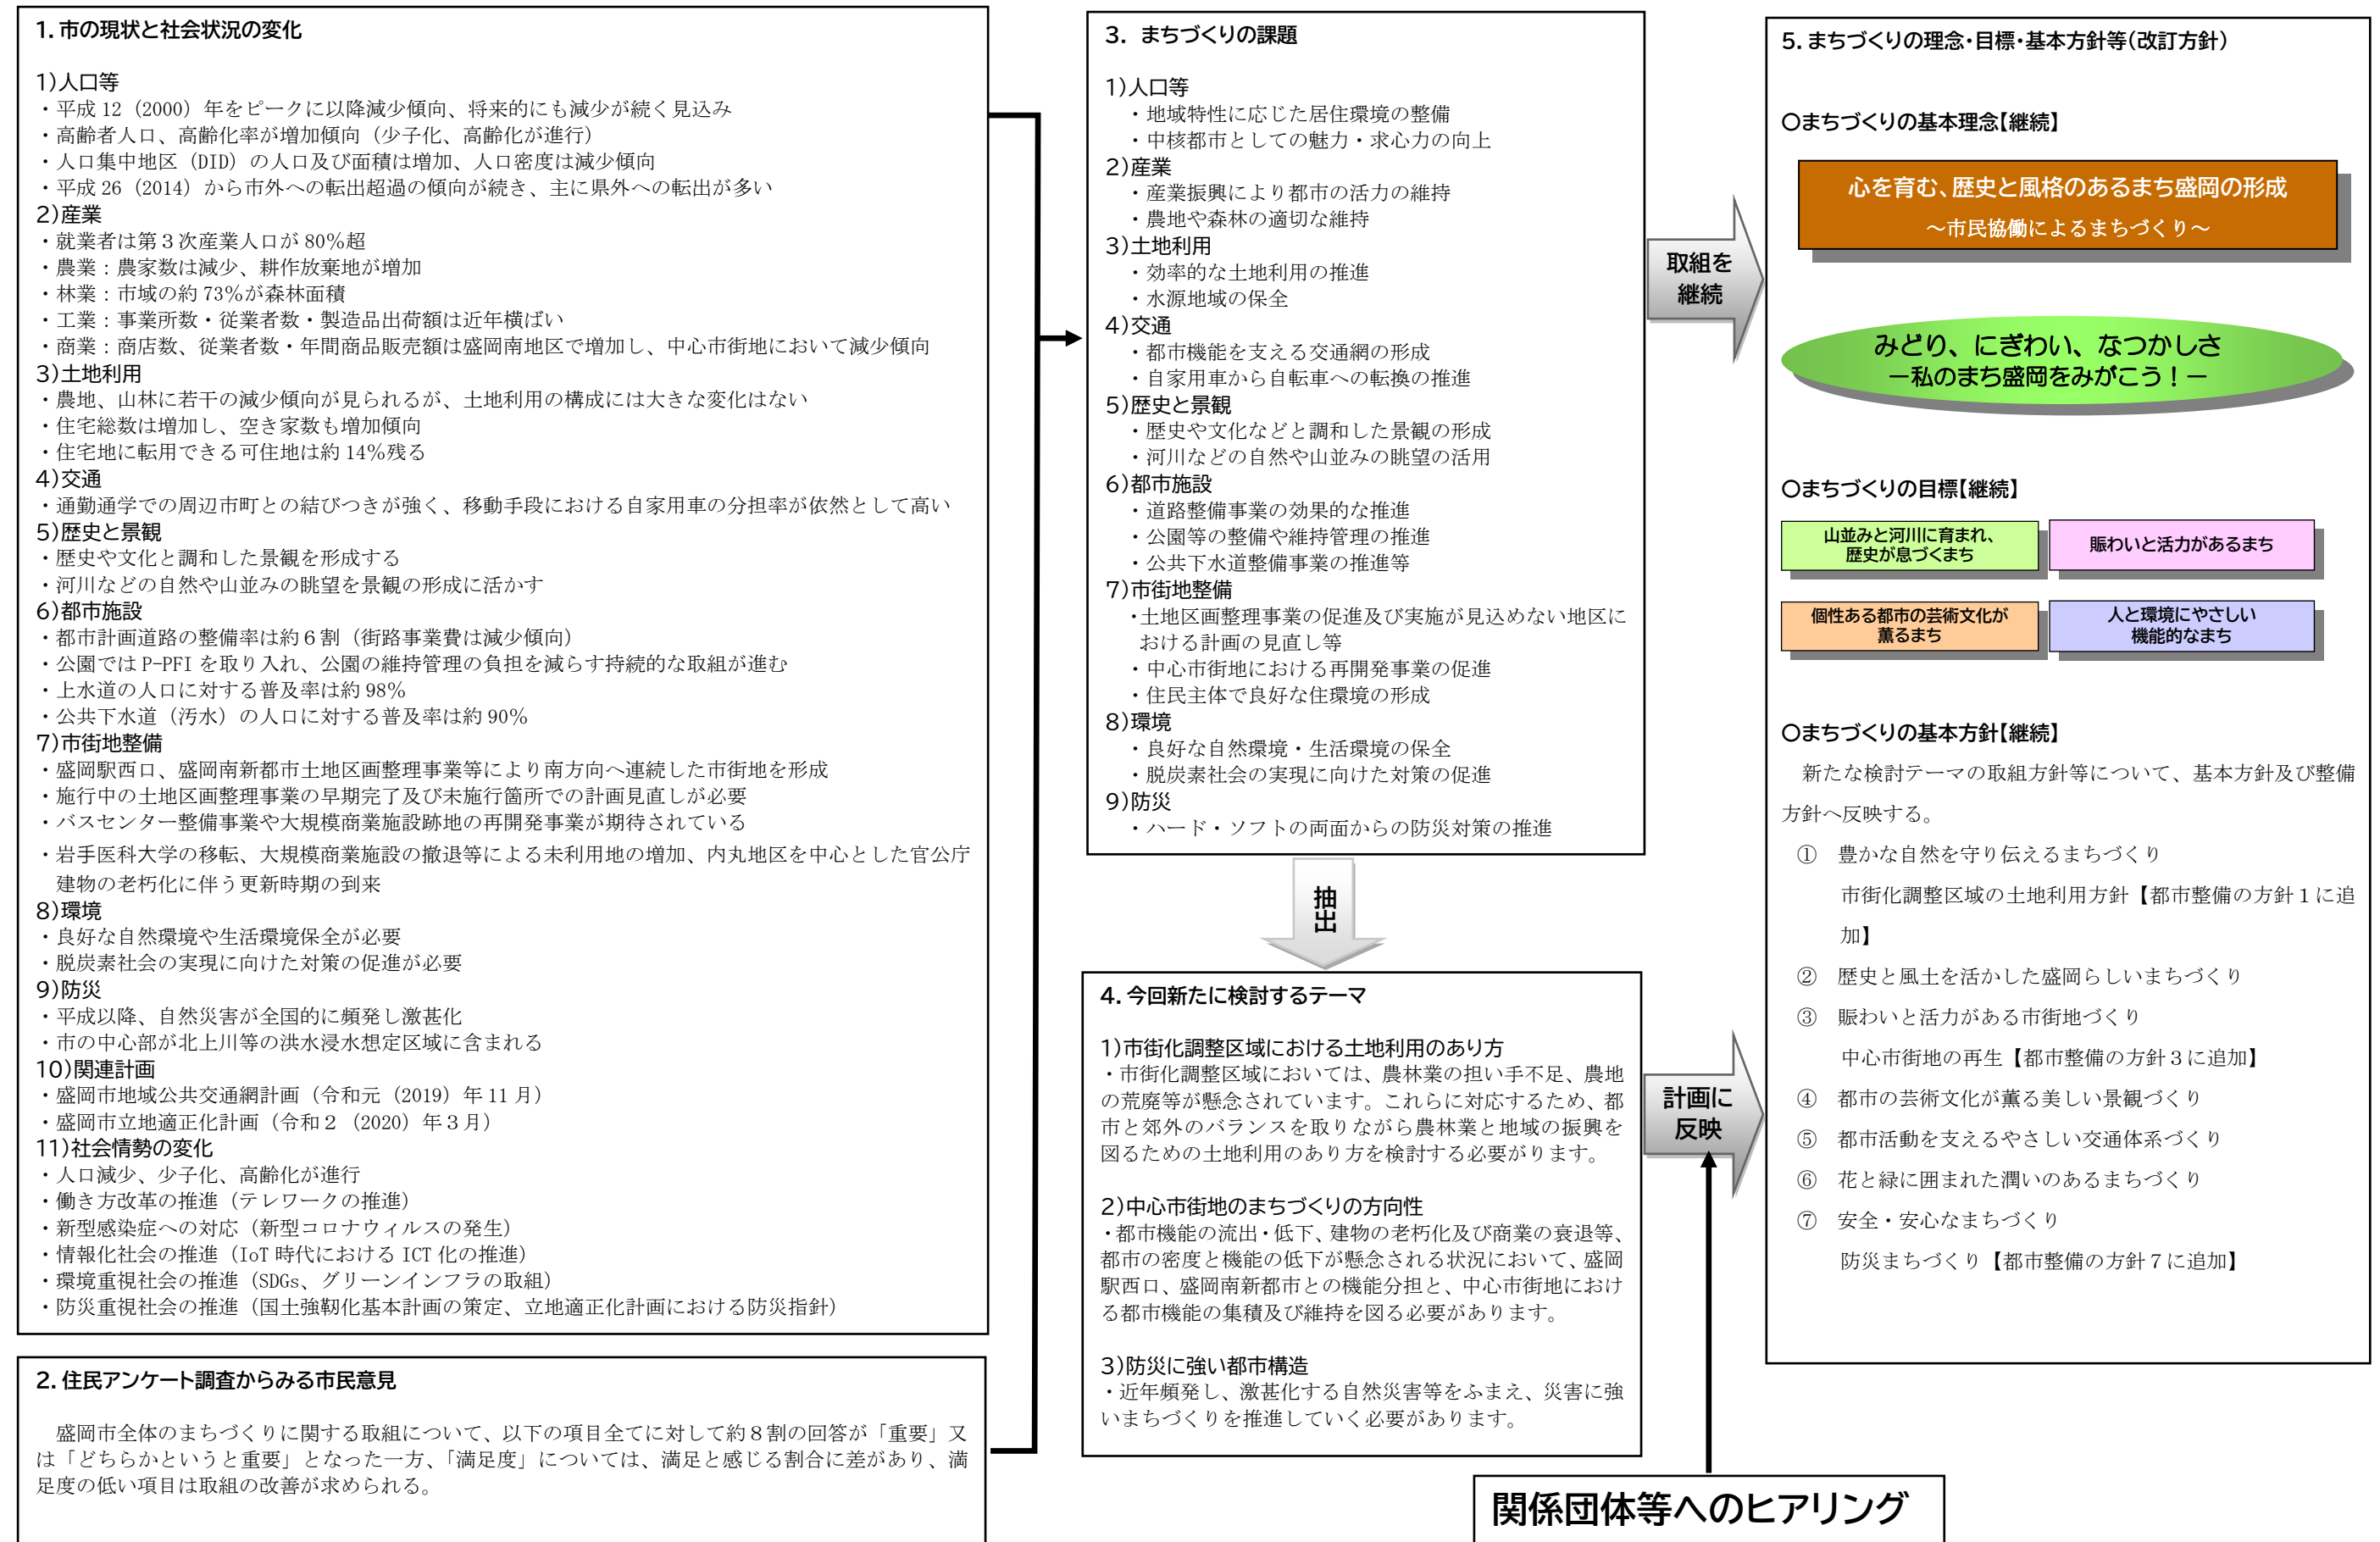 1.市の現状と社会状況の変化
1)人口等
・平成 12（2000）年をピークに以降減少傾向、将来的にも減少が続く見込み
・高齢者人口、高齢化率が増加傾向（少子化、高齢化が進行）
・人口集中地区（DID）の人口及び面積は増加、人口密度は減少傾向
・平成 26（2014）から市外への転出超過の傾向が続き、主に県外への転出が多い
2)産業
・就業者は第３次産業人口が 80％超
・農業：農家数は減少、耕作放棄地が増加
・林業：市域の約 73％が森林面積
・工業：事業所数・従業者数・製造品出荷額は近年横ばい
・商業：商店数、従業者数・年間商品販売額は盛岡南地区で増加し、中心市街地において減少傾向
3)土地利用
・農地、山林に若干の減少傾向が見られるが、土地利用の構成には大きな変化はない
・住宅総数は増加し、空き家数も増加傾向
・住宅地に転用できる可住地は約 14％残る
4)交通
・通勤通学での周辺市町との結びつきが強く、移動手段における自家用車の分担率が依然として高い
5)歴史と景観
・歴史や文化と調和した景観を形成する
・河川などの自然や山並みの眺望を景観の形成に活かす
6)都市施設
・都市計画道路の整備率は約６割（街路事業費は減少傾向）
・公園では P-PFI を取り入れ、公園の維持管理の負担を減らす持続的な取組が進む
・上水道の人口に対する普及率は約 98％
・公共下水道（汚水）の人口に対する普及率は約 90％
7)市街地整備
・盛岡駅西口、盛岡南新都市土地区画整理事業等により南方向へ連続した市街地を形成
・施行中の土地区画整理事業の早期完了及び未施行箇所での計画見直しが必要
・バスセンター整備事業や大規模商業施設跡地の再開発事業が期待されている
・岩手医科大学の移転、大規模商業施設の撤退等による未利用地の増加、内丸地区を中心とした官公庁
建物の老朽化に伴う更新時期の到来
8)環境
・良好な自然環境や生活環境保全が必要
・脱炭素社会の実現に向けた対策の促進が必要
9)防災
・平成以降、自然災害が全国的に頻発し激甚化
・市の中心部が北上川等の洪水浸水想定区域に含まれる
10)関連計画
・盛岡市地域公共交通網計画（令和元（2019）年 11 月）
・盛岡市立地適正化計画（令和２（2020）年３月）
11)社会情勢の変化
・人口減少、少子化、高齢化が進行
・働き方改革の推進（テレワークの推進）
・新型感染症への対応（新型コロナウィルスの発生）
・情報化社会の推進（IoT 時代における ICT 化の推進）
・環境重視社会の推進（SDGs、グリーンインフラの取組）
・防災重視社会の推進（国土強靭化基本計画の策定、立地適正化計画における防災指針）
2.住民アンケート調査からみる市民意見
盛岡市全体のまちづくりに関する取組について、以下の項目全てに対して約８割の回答が「重要」又
は「どちらかというと重要」となった一方、「満足度」については、満足と感じる割合に差があり、満
足度の低い項目は取組の改善が求められる。
3. まちづくりの課題
1)人口等
・地域特性に応じた居住環境の整備
・中核都市としての魅力・求心力の向上
2)産業
・産業振興により都市の活力の維持
・農地や森林の適切な維持
3)土地利用
・効率的な土地利用の推進
・水源地域の保全
4)交通
・都市機能を支える交通網の形成
・自家用車から自転車への転換の推進
5)歴史と景観
・歴史や文化などと調和した景観の形成
・河川などの自然や山並みの眺望の活用
6)都市施設
・道路整備事業の効果的な推進
・公園等の整備や維持管理の推進
・公共下水道整備事業の推進等
7)市街地整備
・土地区画整理事業の促進及び実施が見込めない地区に
おける計画の見直し等
・中心市街地における再開発事業の促進
・住民主体で良好な住環境の形成
8)環境
・良好な自然環境・生活環境の保全
・脱炭素社会の実現に向けた対策の促進
9)防災
・ハード・ソフトの両面からの防災対策の推進
抽出
4.今回新たに検討するテーマ
1)市街化調整区域における土地利用のあり方
・市街化調整区域においては、農林業の担い手不足、農地
の荒廃等が懸念されています。これらに対応するため、都
市と郊外のバランスを取りながら農林業と地域の振興を
図るための土地利用のあり方を検討する必要がります。
2)中心市街地のまちづくりの方向性
・都市機能の流出・低下、建物の老朽化及び商業の衰退等、
都市の密度と機能の低下が懸念される状況において、盛岡
駅西口、盛岡南新都市との機能分担と、中心市街地におけ
る都市機能の集積及び維持を図る必要があります。
3)防災に強い都市構造
・近年頻発し、激甚化する自然災害等をふまえ、災害に強
いまちづくりを推進していく必要があります。
取組を
継続
計画に
反映
関係団体等へのヒアリング
5.まちづくりの理念・目標・基本方針等(改訂方針)
○まちづくりの基本理念【継続】
心を育む、歴史と風格のあるまち盛岡の形成
～市民協働によるまちづくり～
みどり、にぎわい、なつかしさ
－私のまち盛岡をみがこう！－
○まちづくりの目標【継続】
山並みと河川に育まれ、
歴史が息づくまち
賑わいと活力があるまち
個性ある都市の芸術文化が
薫るまち
人と環境にやさしい
機能的なまち
○まちづくりの基本方針【継続】
新たな検討テーマの取組方針等について、基本方針及び整備
方針へ反映する。
① 豊かな自然を守り伝えるまちづくり
市街化調整区域の土地利用方針【都市整備の方針１に追
加】
② 歴史と風土を活かした盛岡らしいまちづくり
③ 賑わいと活力がある市街地づくり
中心市街地の再生【都市整備の方針３に追加】
④ 都市の芸術文化が薫る美しい景観づくり
⑤ 都市活動を支えるやさしい交通体系づくり
⑥ 花と緑に囲まれた潤いのあるまちづくり
⑦ 安全・安心なまちづくり
防災まちづくり【都市整備の方針７に追加】